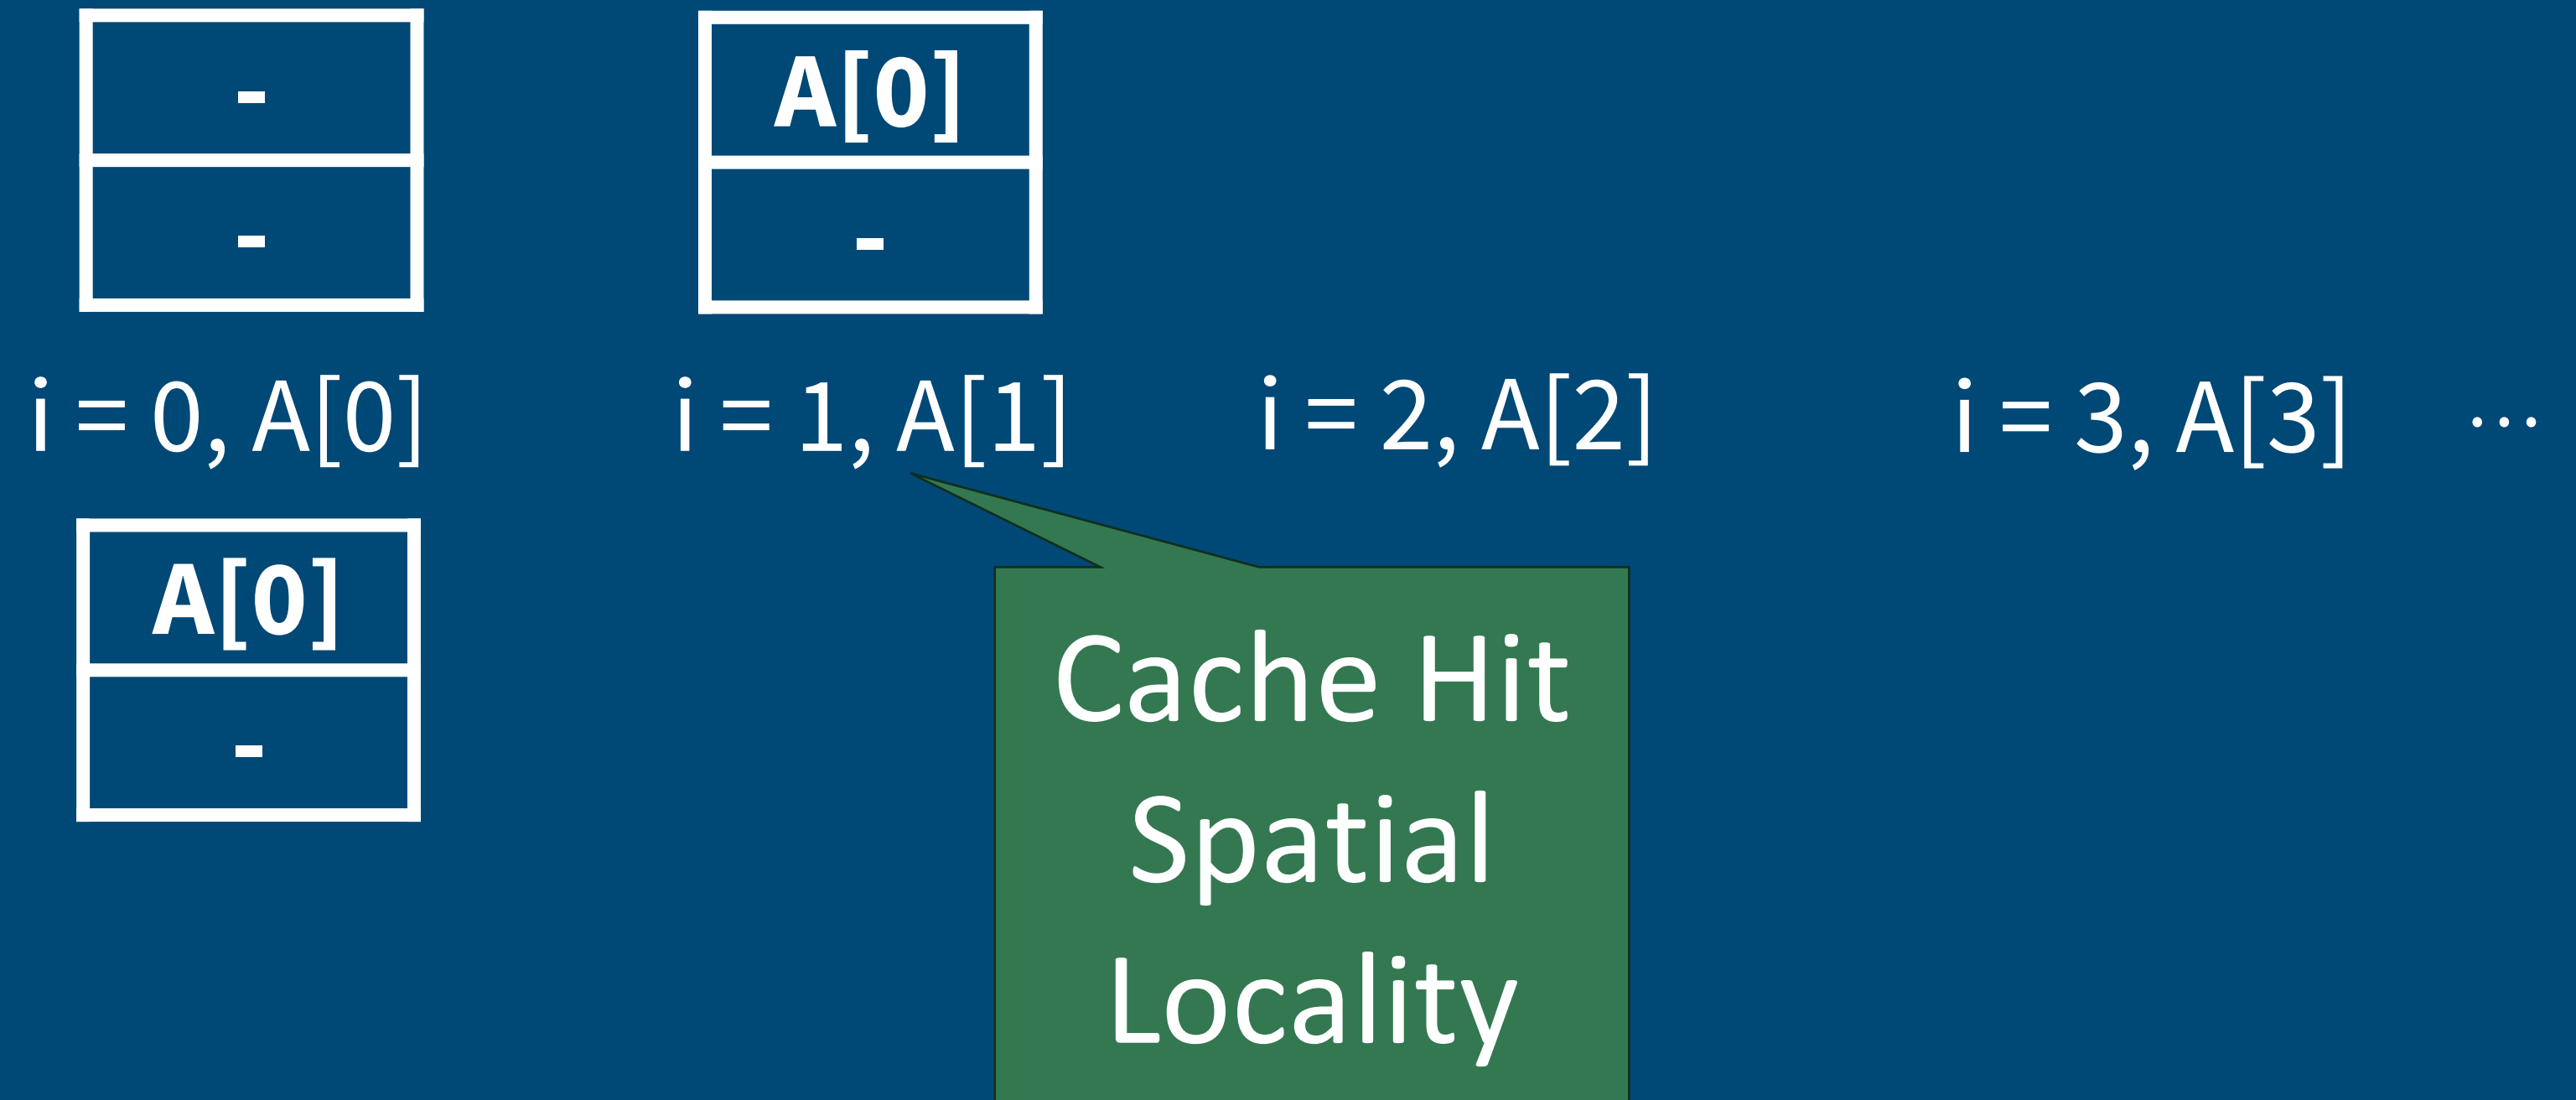 -
-
A[0]
-
i = 0, A[0]
i = 1, A[1]
i = 2, A[2]
i = 3, A[3]
...
A[0]
-
Cache Hit
Spatial
Locality